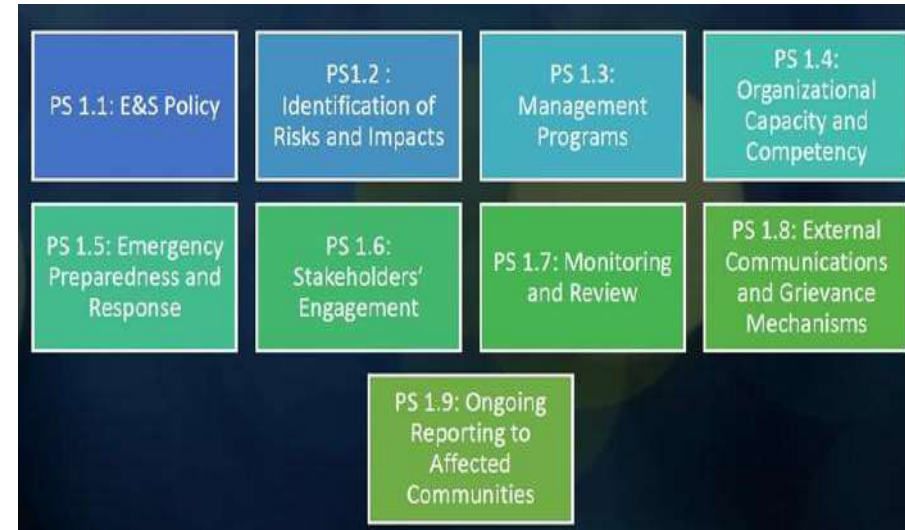 PS 1.1: E&S Policy
PS1.2 :
Identification of
Risks and Impacts
PS 1.3:
Management
Programs
PS 1.4:
Organizational
Capacity and
Competency
PS 1.5: Emergency
Preparedness and
Response
PS 1.6:
Stakeholders'
Engagement
PS 1.7: Monitoring
and Review
PS 1.8: External
Communications
and Grievance
Mechanisms
PS 1.9: Ongoing
Reporting to
Affected
Communities